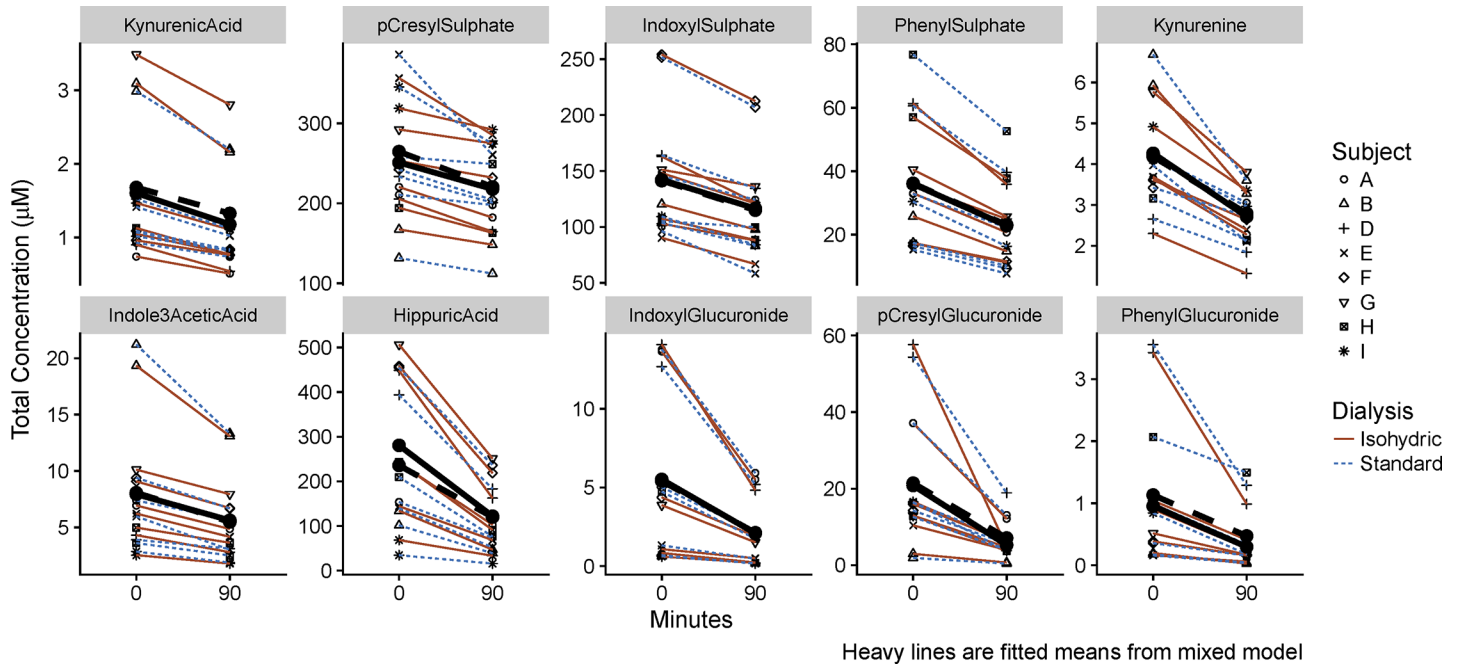 KynurenicAcid pCresylSulphate IndoxylSulphate PhenylSulphate Kynurenine
3
2
1
300
200
100
250
200
150
100
50
80
60
40
20
6
5
4
3
2
Total Concentration (μM)
Indole3AceticAcid HippuricAcid IndoxylGlucuronide pCresylGlucuronide PhenylGlucuronide
20
15
10
5
500
400
300
200
100
0
10
5
0
60
40
20
0
3
2
1
0
0 90 0 90 0 90 0 90 0 90
Minutes
Heavy lines are fitted means from mixed model
Subject
A
B
D
E
F
G
H
I
Dialysis
Isohydric
Standard